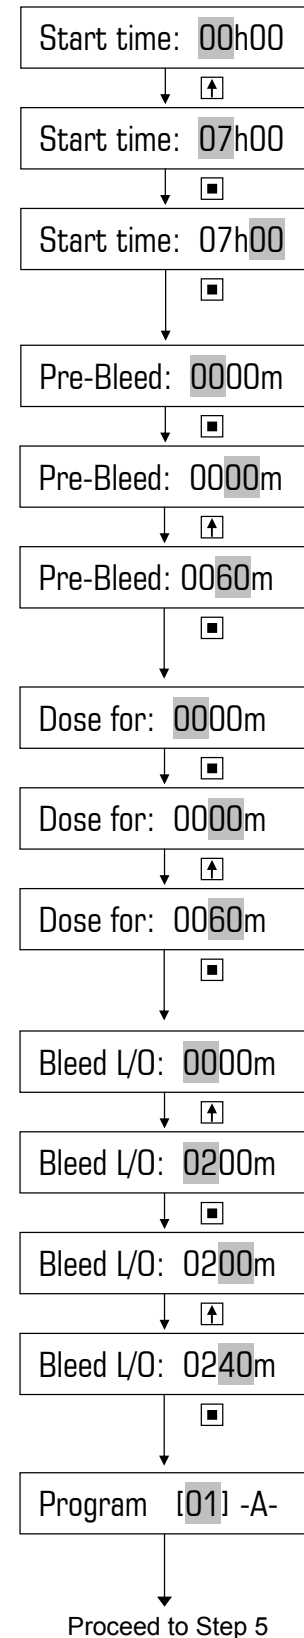 Start time: 00h00
Start time: 07h00
Start time: 07h00
Pre-Bleed: 0000m
Pre-Bleed: 0000m
Pre-Bleed: 0060m
Dose for: 0000m
Dose for: 0000m
Dose for: 0060m
Bleed L/O: 0000m
Bleed L/O: 0200m
Bleed L/O: 0200m
Bleed L/O: 0240m
Program [01] -A-
Proceed to Step 5